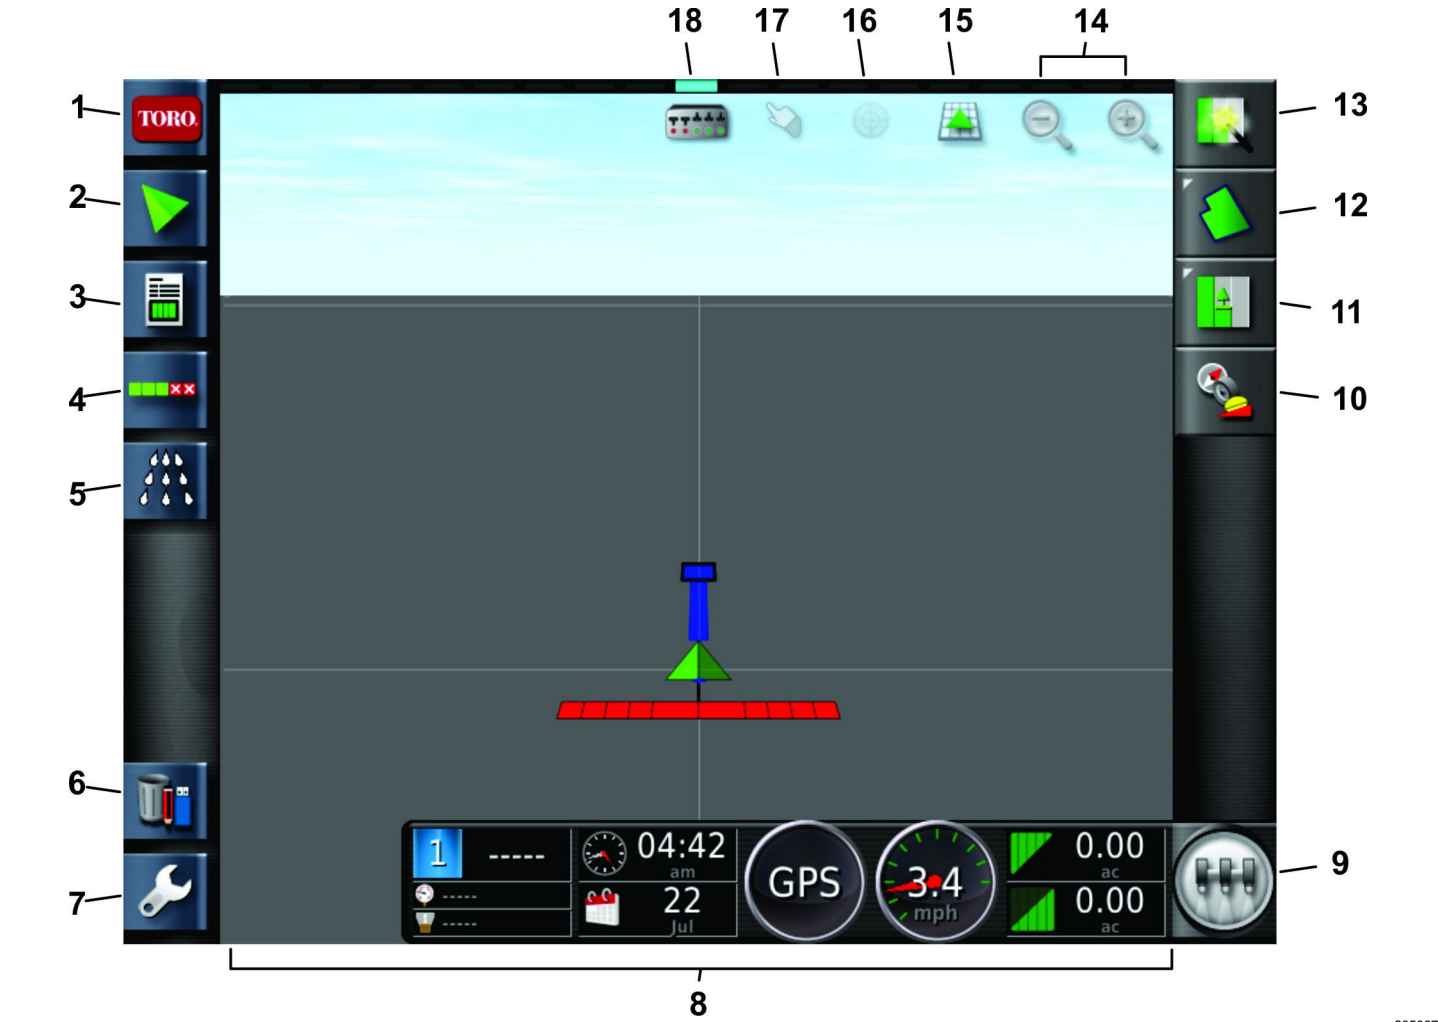 18 17 16 15 14
1 TORO. 13
2 12
3 11
4 10
5
6
7
1 -----
-----
-----
04:42
am
22
Jul
GPS
3.4
mph
0.00
ac
0.00
ac
9
8